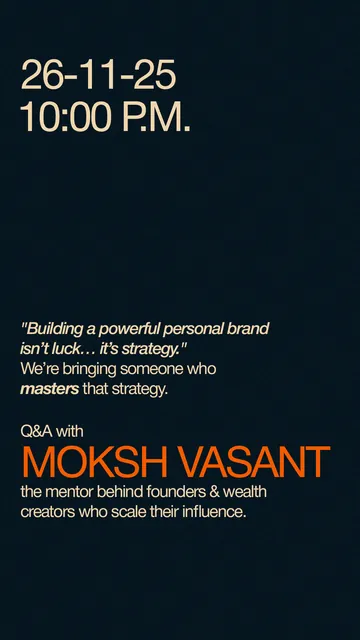 26-11-25
10:00 P.M.
"Building a powerful personal brand
isn’t luck... it’s strategy."
We’re bringing someone who
masters that strategy.
Q&A with
MOKSH VASANT
the mentor behind founders & wealth
creators who scale their influence.